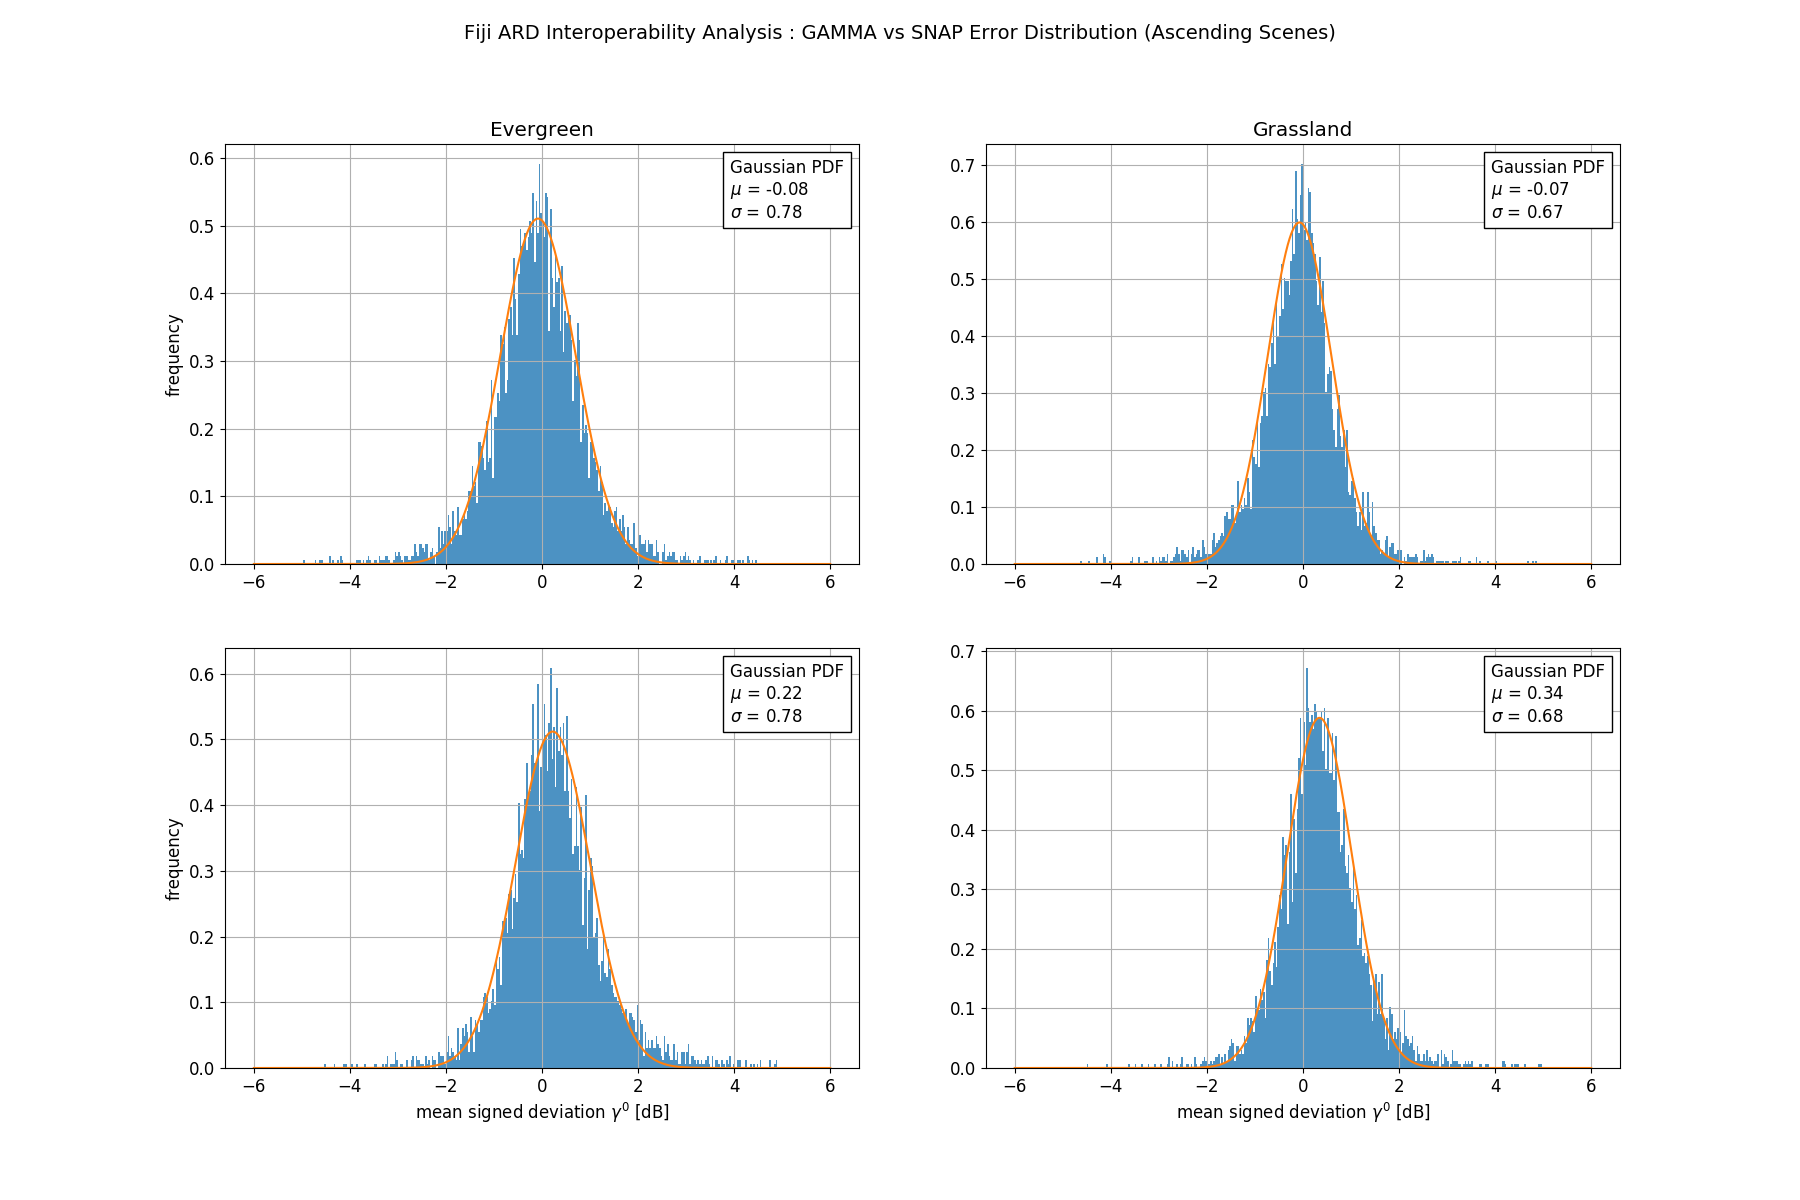 Fiji ARD Interoperability Analysis : GAMMA vs SNAP Error Distribution (Ascending Scenes)
Evergreen
Gaussian PDF
μ = -0.08
σ = 0.78
frequency
0.6
0.5
0.4
0.3
0.2
0.1
0.0
−6 −4 −2 0 2 4 6
Grassland
Gaussian PDF
μ = -0.07
σ = 0.67
0.7
0.6
0.5
0.4
0.3
0.2
0.1
0.0
−6 −4 −2 0 2 4 6
Gaussian PDF
μ = 0.22
σ = 0.78
frequency
0.6
0.5
0.4
0.3
0.2
0.1
0.0
−6 −4 −2 0 2 4 6
mean signed deviation γ⁰ [dB]
Gaussian PDF
μ = 0.34
σ = 0.68
0.7
0.6
0.5
0.4
0.3
0.2
0.1
0.0
−6 −4 −2 0 2 4 6
mean signed deviation γ⁰ [dB]